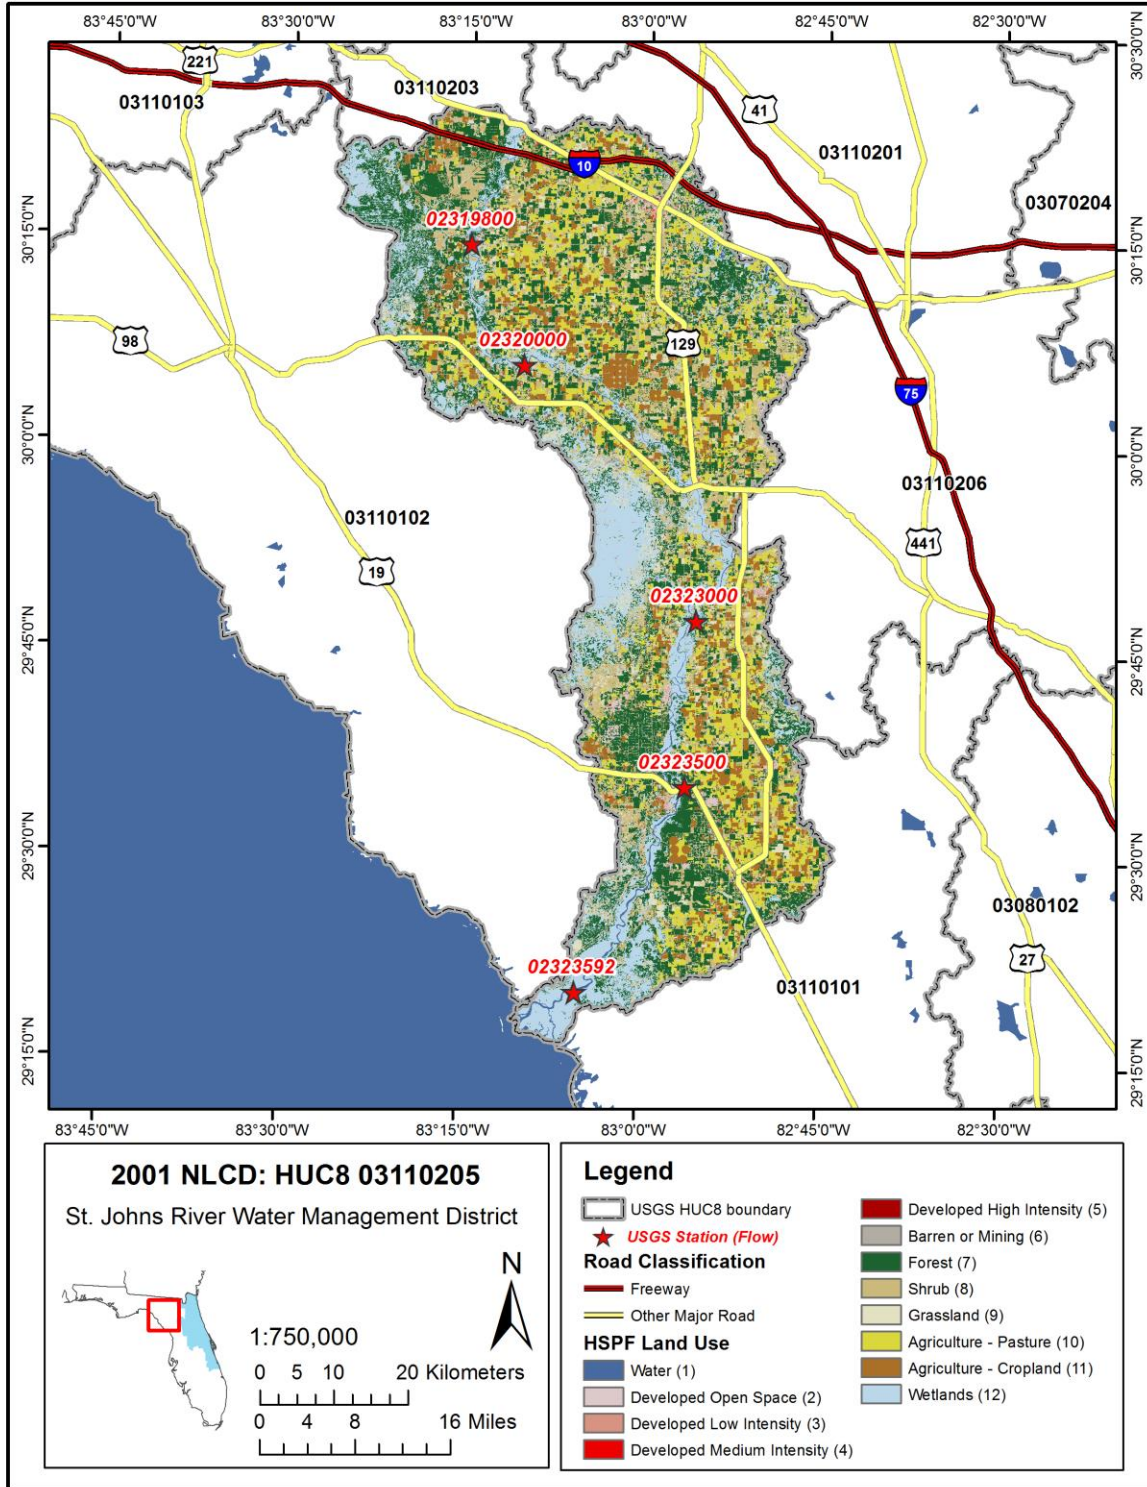 83°45'0"W 83°30'0"W 83°15'0"W 83°0'0"W 82°45'0"W 82°30'0"W
30°30'0"N
221
03110103
03110203
41
10
03110201
03070204
30°15'0"N
30°15'0"N
02319800
98
02320000
129
75
30°0'0"N
30°0'0"N
03110206
03110102
441
19
02323000
29°45'0"N
29°45'0"N
02323500
29°30'0"N
29°30'0"N
03080102
27
02323592
03110101
29°15'0"N
29°15'0"N
83°45'0"W 83°30'0"W 83°15'0"W 83°0'0"W 82°45'0"W 82°30'0"W
2001 NLCD: HUC8 03110205
St. Johns River Water Management District
N
1:750,000
0 5 10 20 Kilometers
0 4 8 16 Miles
Legend
USGS HUC8 boundary
USGS Station (Flow)
Road Classification
Freeway
Other Major Road
HSPF Land Use
Water (1)
Developed Open Space (2)
Developed Low Intensity (3)
Developed Medium Intensity (4)
Developed High Intensity (5)
Barren or Mining (6)
Forest (7)
Shrub (8)
Grassland (9)
Agriculture - Pasture (10)
Agriculture - Cropland (11)
Wetlands (12)